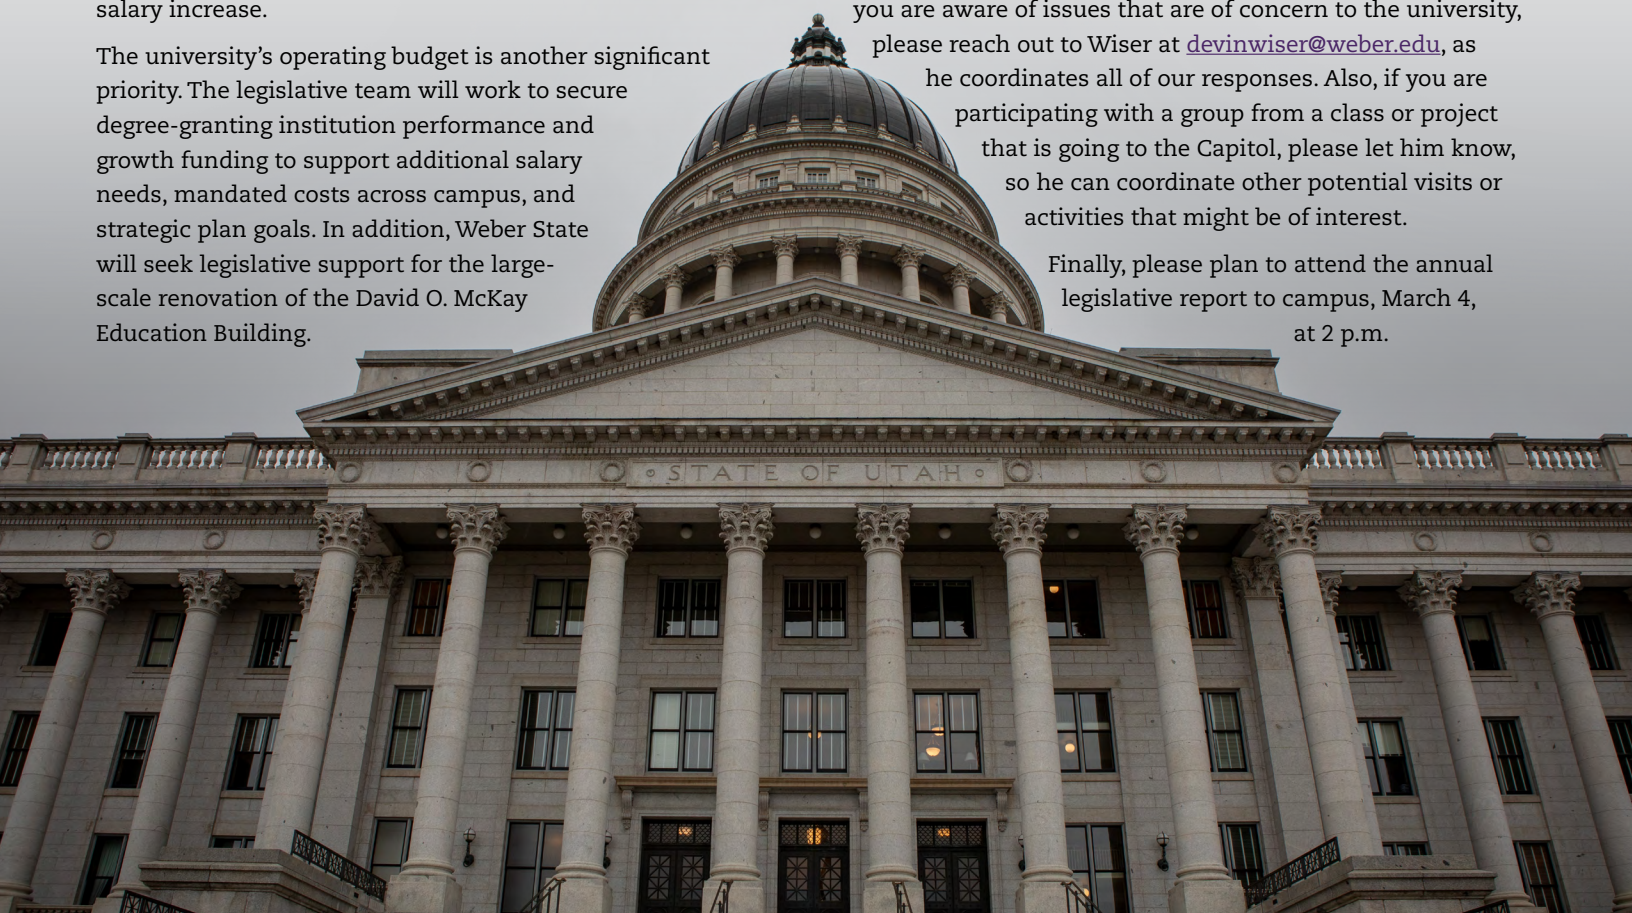 salary increase.
The university’s operating budget is another significant
priority. The legislative team will work to secure
degree-granting institution performance and
growth funding to support additional salary
needs, mandated costs across campus, and
strategic plan goals. In addition, Weber State
will seek legislative support for the large-
scale renovation of the David O. McKay
Education Building.
you are aware of issues that are of concern to the university,
please reach out to Wiser at devinwiser@weber.edu, as
he coordinates all of our responses. Also, if you are
participating with a group from a class or project
that is going to the Capitol, please let him know,
so he can coordinate other potential visits or
activities that might be of interest.
Finally, please plan to attend the annual
legislative report to campus, March 4,
at 2 p.m.
STATE OF UTAH